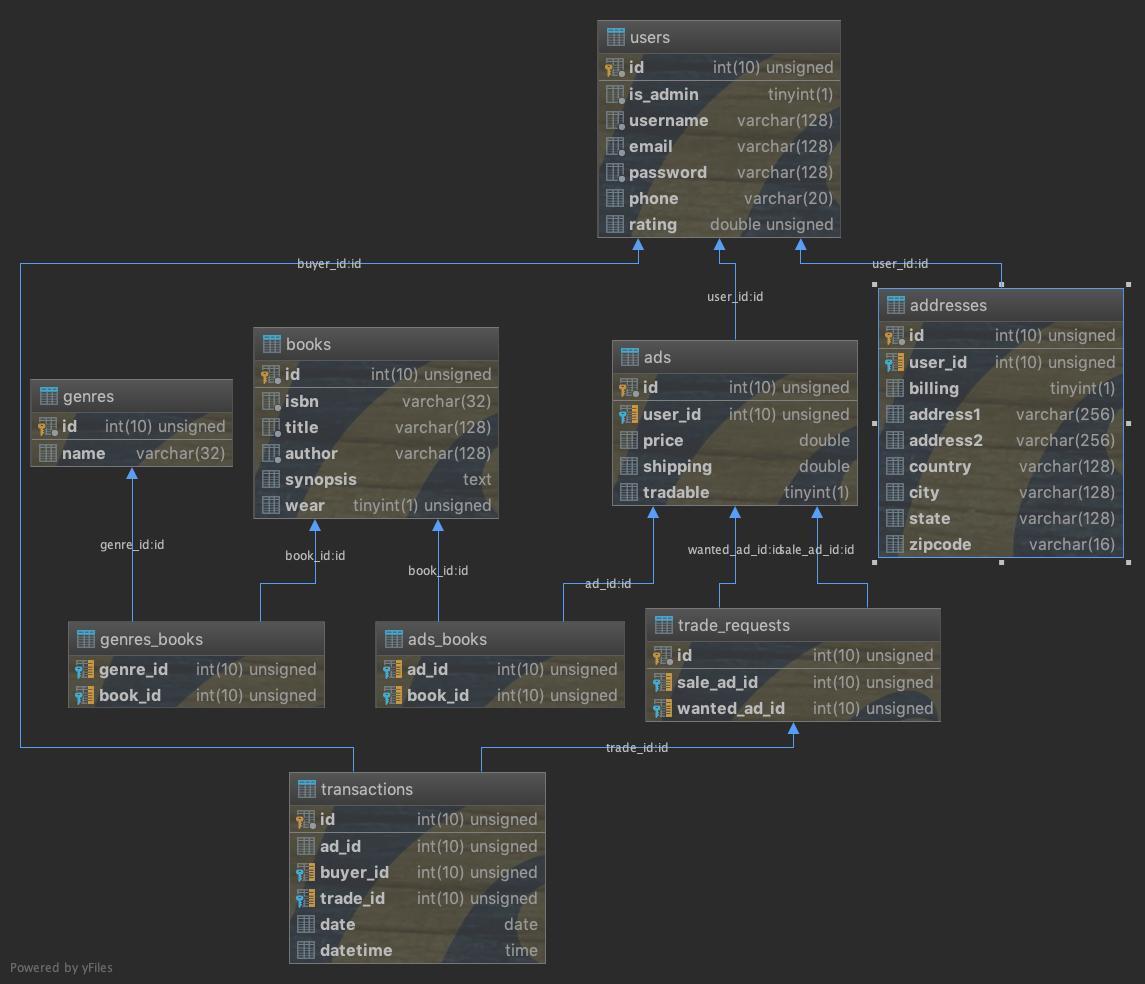 users
id int(10) unsigned
is_admin tinyint(1)
username varchar(128)
email varchar(128)
password varchar(128)
phone varchar(20)
rating double unsigned
buyer_id:id
user_id:id
user_id:id
addresses
id int(10) unsigned
user_id int(10) unsigned
billing tinyint(1)
address1 varchar(256)
address2 varchar(256)
country varchar(128)
city varchar(128)
state varchar(128)
zipcode varchar(16)
books
id int(10) unsigned
isbn varchar(32)
title varchar(128)
author varchar(128)
synopsis text
wear tinyint(1) unsigned
ads
id int(10) unsigned
user_id int(10) unsigned
price double
shipping double
tradable tinyint(1)
genres
id int(10) unsigned
name varchar(32)
genre_id:id
book_id:id
book_id:id
ad_id:id
wanted_ad_id:id
sale_ad_id:id
genres_books
genre_id int(10) unsigned
book_id int(10) unsigned
ads_books
ad_id int(10) unsigned
book_id int(10) unsigned
trade_requests
id int(10) unsigned
sale_ad_id int(10) unsigned
wanted_ad_id int(10) unsigned
trade_id:id
transactions
id int(10) unsigned
ad_id int(10) unsigned
buyer_id int(10) unsigned
trade_id int(10) unsigned
date date
datetime time
Powered by yFiles